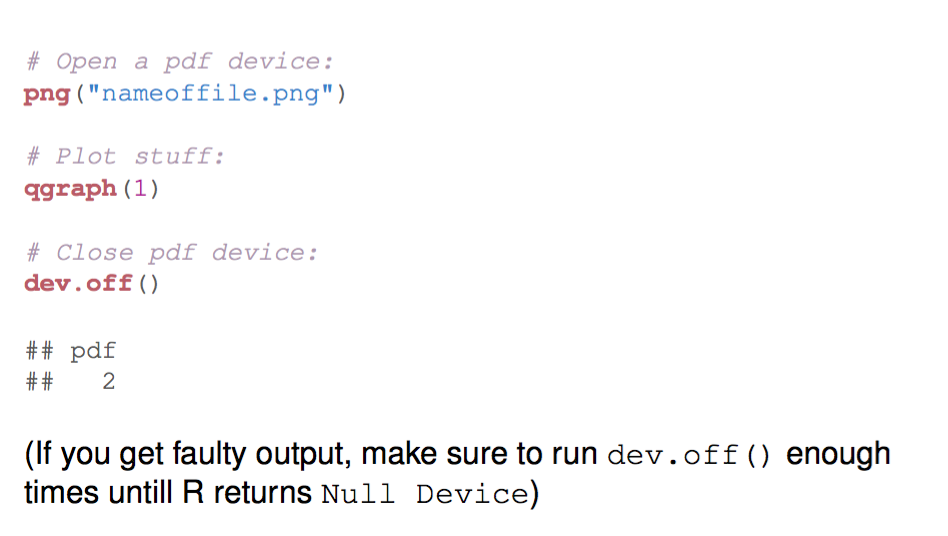 # Open a pdf device:
png("nameoffile.png")
# Plot stuff:
qgraph(1)
# Close pdf device:
dev.off()
## pdf
##   2
(If you get faulty output, make sure to run dev.off() enough
times untill R returns Null Device)